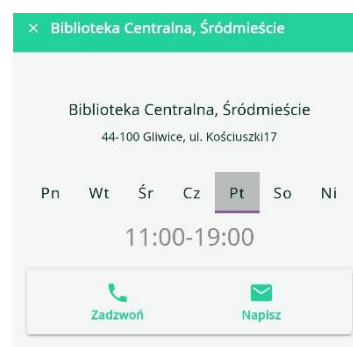 × Biblioteka Centralna, Śródmieście
Biblioteka Centralna, Śródmieście
44-100 Gliwice, ul. Kościuszki17
Pn Wt Śr Cz Pt So Ni
11:00-19:00
Zadzwoń Napisz